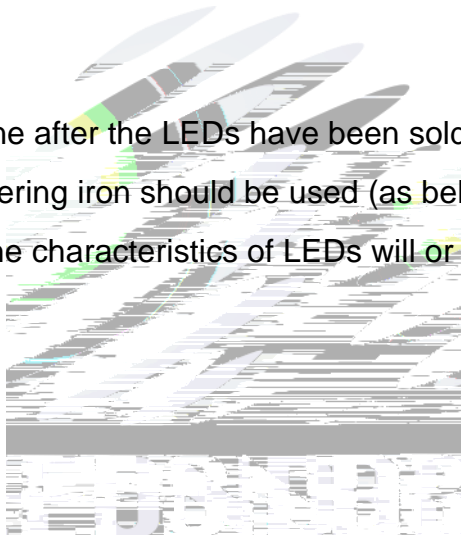 ne after the LEDs have been sold
ering iron should be used (as bel
ne characteristics of LEDs will or